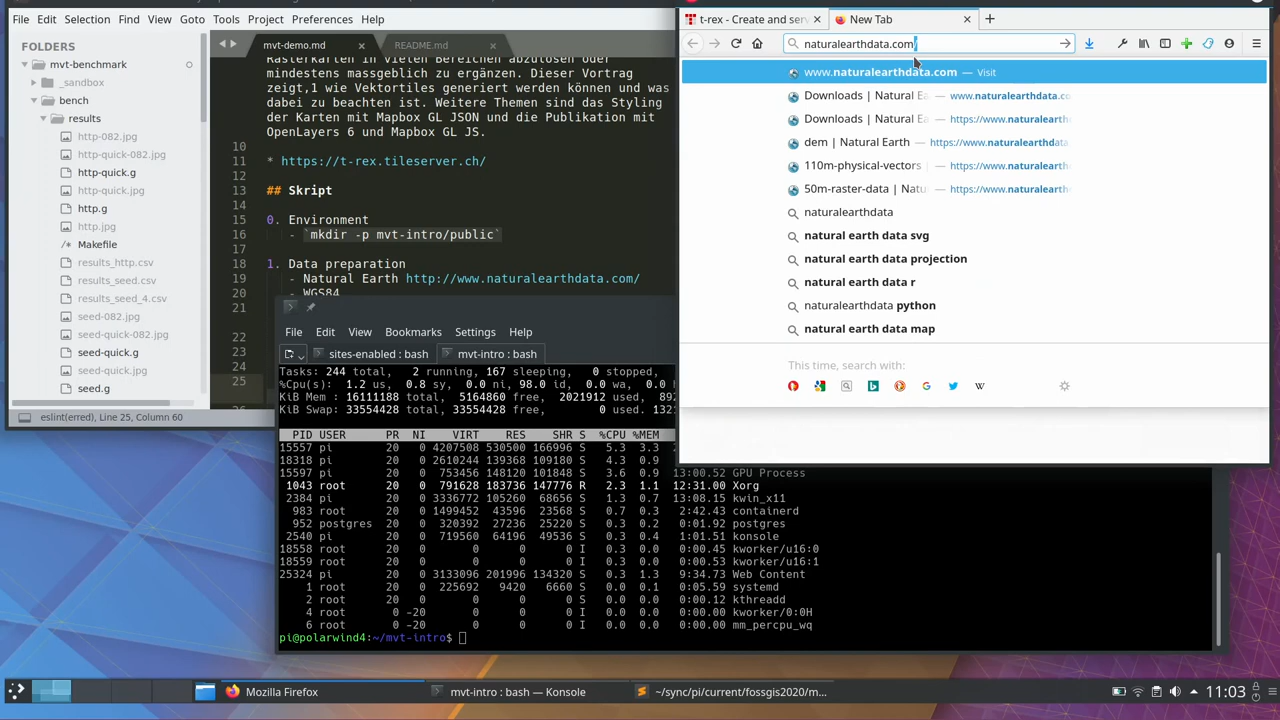 File Edit Selection Find View Goto Tools Project Preferences Help
FOLDERS
mvt-benchmark
_sandbox
bench
results
http-082.jpg
http-quick-082.jpg
http-quick.g
http-quick.jpg
http.g
http.jpg
Makefile
results_http.csv
results_seed.csv
results_seed_4.csv
seed-082.jpg
seed-quick-082.jpg
seed-quick.g
seed-quick.jpg
seed.g
eslint(erred), Line 25, Column 60
mvt-demo.md
README.md
Rasterkarten in vielen Bereichen abzulösen oder
mindestens massgeblich zu ergänzen. Dieser Vortrag
zeigt,1 wie Vektortiles generiert werden können und was
dabei zu beachten ist. Weitere Themen sind das Styling
der Karten mit Mapbox GL JSON und die Publikation mit
OpenLayers 6 und Mapbox GL JS.
10
11 * https://t-rex.tileserver.ch/
12
13 ## Skript
14
15 0. Environment
16 - `mkdir -p mvt-intro/public`
17
18 1. Data preparation
19 - Natural Earth http://www.naturalearthdata.com/
20 - WGS84
21
22
23
24
25
t-rex - Create and ser
New Tab
naturalearthdata.com/
www.naturalearthdata.com — Visit
Downloads | Natural Ea — www.naturalearthdata.co
Downloads | Natural E — https://www.naturalearth
dem | Natural Earth — https://www.naturalearthdata
110m-physical-vectors — https://www.naturalearth
50m-raster-data | Natu — https://www.naturalearth
naturalearthdata
natural earth data svg
natural earth data projection
natural earth data r
naturalearthdata python
natural earth data map
This time, search with:
File Edit View Bookmarks Settings Help
sites-enabled : bash
mvt-intro : bash
Tasks: 244 total, 2 running, 167 sleeping, 0 stopped,
%Cpu(s): 1.2 us, 0.8 sy, 0.0 ni, 98.0 id, 0.0 wa, 0.0 h
KiB Mem : 16111188 total, 5164860 free, 2021912 used, 892
KiB Swap: 33554428 total, 33554428 free, 0 used. 1321
PID USER PR NI VIRT RES SHR S %CPU %MEM
15557 pi 20 0 4207508 530500 166996 S 5.3 3.3
18318 pi 20 0 2610244 139368 109180 S 4.3 0.9
15597 pi 20 0 753456 148120 101848 S 3.6 0.9 13:00.52 GPU Process
1043 root 20 0 791628 183736 147776 R 2.3 1.1 12:31.00 Xorg
2384 pi 20 0 3336772 105260 68656 S 1.3 0.7 13:08.15 kwin_x11
983 root 20 0 1499452 43596 23568 S 0.7 0.3 2:42.43 containerd
952 postgres 20 0 320392 27236 25220 S 0.3 0.2 0:01.92 postgres
2540 pi 20 0 719560 64196 49536 S 0.3 0.4 1:01.51 konsole
18558 root 20 0 0 0 0 I 0.3 0.0 0:00.45 kworker/u16:0
18559 root 20 0 0 0 0 I 0.3 0.0 0:00.53 kworker/u16:1
25324 pi 20 0 3133096 201996 134320 S 0.3 1.3 9:34.73 Web Content
1 root 20 0 225692 9420 6660 S 0.0 0.1 0:05.59 systemd
2 root 20 0 0 0 0 S 0.0 0.0 0:00.12 kthreadd
4 root 0 -20 0 0 0 I 0.0 0.0 0:00.00 kworker/0:0H
6 root 0 -20 0 0 0 I 0.0 0.0 0:00.00 mm_percpu_wq
pi@polarwind4:~/mvt-intro$
Mozilla Firefox
mvt-intro : bash — Konsole
~/sync/pi/current/fossgis2020/m...
11:03